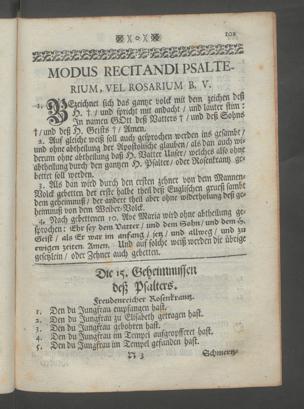 101
MODUS RECITANDI PSALTE-
RIUM, VEL ROSARIUM B. V.
1. BEzeichnet sich das gantz volck mit dem zeichen deß
H. † / und spricht mit andacht / und lauter stim:
In namen GOtt deß Vatters † / und deß Sohns
† / und deß H. Geists † / Amen.
2. Auf gleiche weiß soll auch gesprochen werden ins gesambt /
und ohne abtheilung der Apostolische glauben / als dan auch wi-
derum ohne abtheilung daß H. Vatter Unser / welches alls ohne
abtheilung durch den gantzen H. Psalter / oder Rosenkrantz ge-
bettet soll werden.
3. Als dan wird durch den ersten zehner von dem Mannen-
Volck gebetten der erste halbe theil deß Englischen gruess sambt
dem geheimnuß / der andere theil aber ohne widerholung deß ge-
heimnuß von dem Weiber-Volck.
4. Nach gebettenen 10. Ave Maria wird ohne abtheilung ge-
sprochen: Ehr sey dem Vatter / und dem Sohn / und dem H.
Geist / als Er war im anfang / jetz / und allweg / und zu
ewigen zeiten Amen. Und auf solche weiß werden die übrige
gesetzlein / oder Zehner auch gebetten.
Die 15. Geheimnussen
deß Psalters.
Freudenreicher Rosenkrantz.
1. Den du Jungfrau empfangen hast.
2. Den du Jungfrau zu Elisabeth getragen hast.
3. Den du Jungfrau gebohren hast.
4. Den du Jungfrau im Tempel aufgeopfferet hast.
5. Den du Jungfrau im Tempel gefunden hast.
N 3 Schmertz-